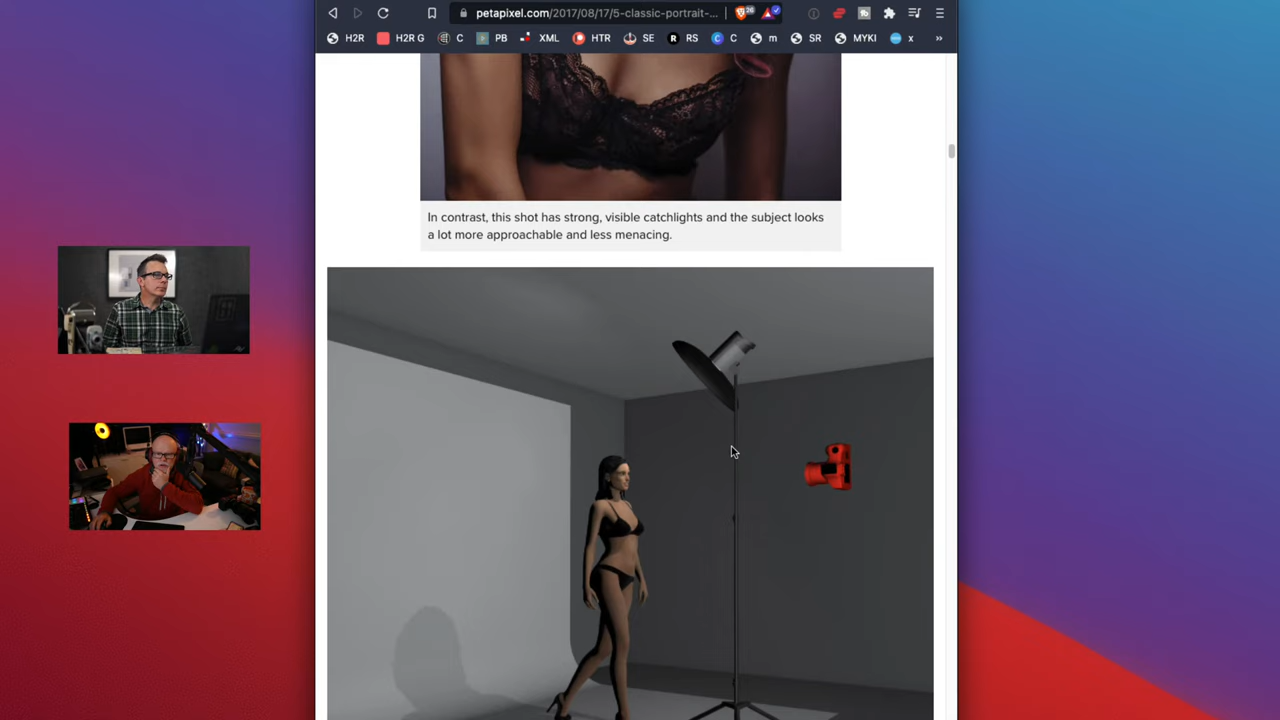 petapixel.com/2017/08/17/5-classic-portrait-...
26
H2R H2R G C PB XML HTR SE RS C m SR MYKI x »
In contrast, this shot has strong, visible catchlights and the subject looks
a lot more approachable and less menacing.